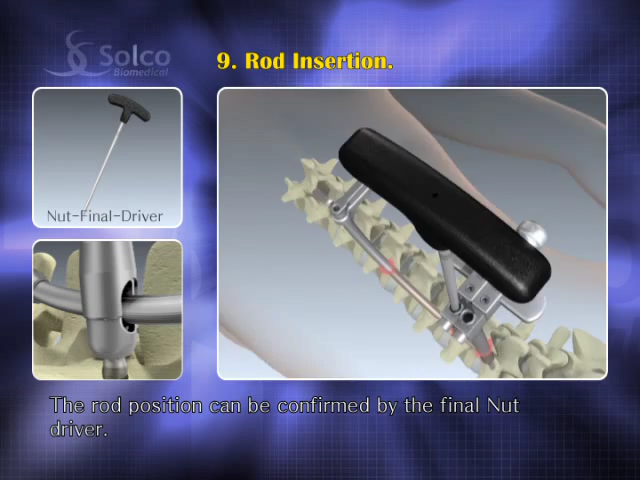 Solco
Biomedical
9. Rod Insertion.
Nut-Final-Driver
The rod position can be confirmed by the final Nut
driver.